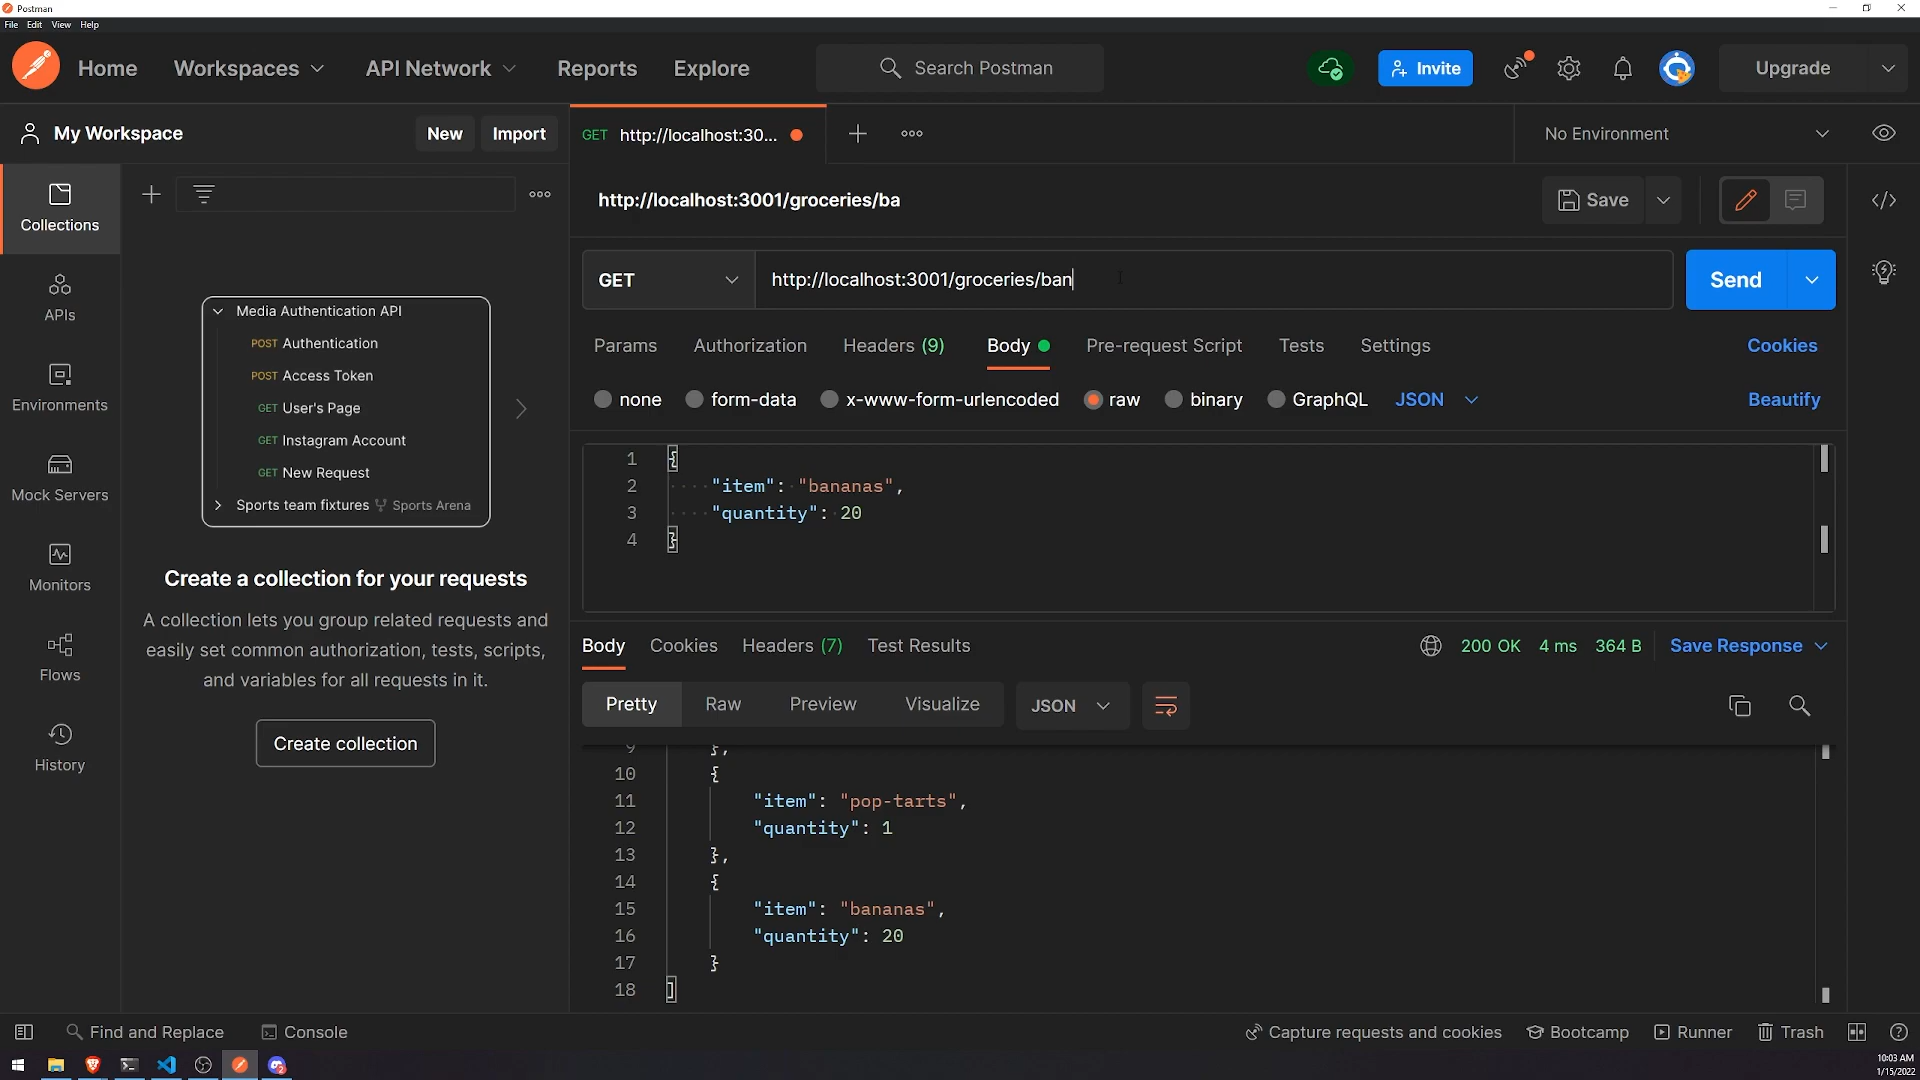 Postman
File Edit View Help
Home Workspaces API Network Reports Explore Search Postman Invite Upgrade
My Workspace New Import GET http://localhost:30... No Environment
http://localhost:3001/groceries/ba Save
Collections
GET http://localhost:3001/groceries/ban Send
APIs
Environments
Mock Servers
Monitors
Flows
History
Media Authentication API
POST Authentication
POST Access Token
GET User's Page
GET Instagram Account
GET New Request
Sports team fixtures Sports Arena
Create a collection for your requests
A collection lets you group related requests and
easily set common authorization, tests, scripts,
and variables for all requests in it.
Create collection
Params Authorization Headers (9) Body Pre-request Script Tests Settings Cookies
none form-data x-www-form-urlencoded raw binary GraphQL JSON Beautify
1 {
2 "item": "bananas",
3 "quantity": 20
4 }
Body Cookies Headers (7) Test Results 200 OK 4 ms 364 B Save Response
Pretty Raw Preview Visualize JSON
9 },
10 {
11 "item": "pop-tarts",
12 "quantity": 1
13 },
14 {
15 "item": "bananas",
16 "quantity": 20
17 }
18 ]
Find and Replace Console Capture requests and cookies Bootcamp Runner Trash
10:03 AM
1/15/2022